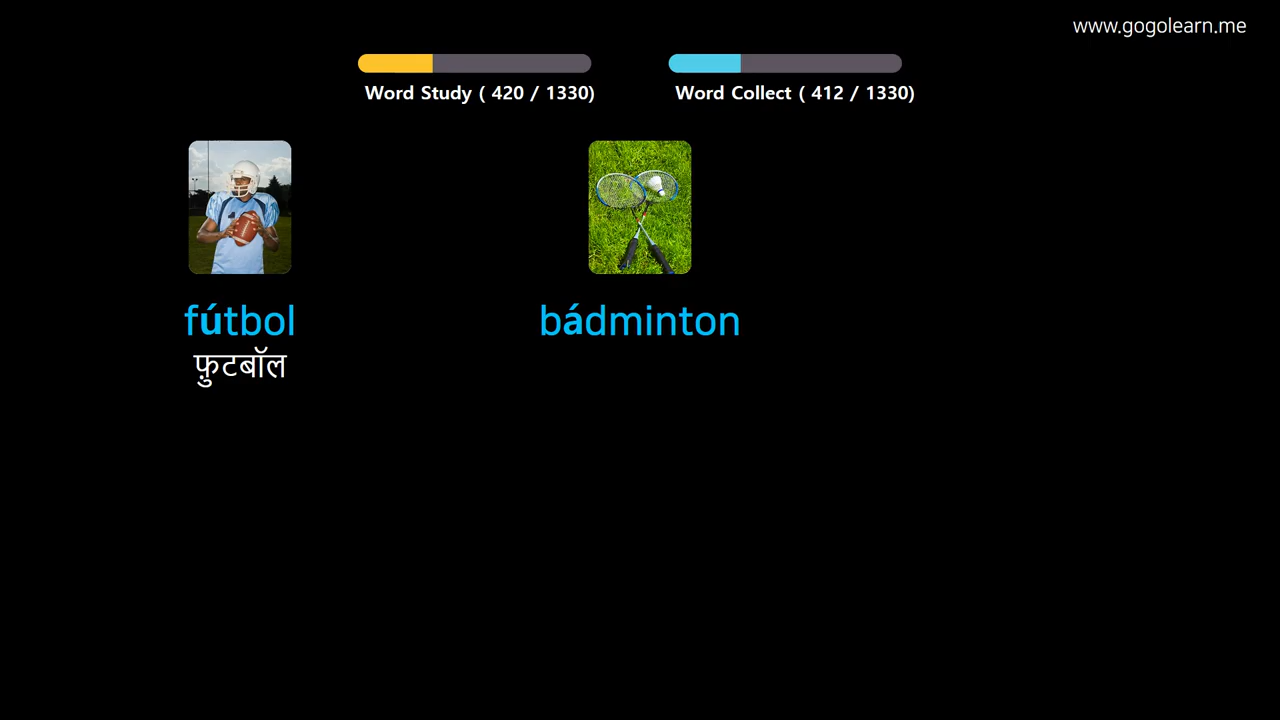 www.gogolearn.me
Word Study ( 420 / 1330)
Word Collect ( 412 / 1330)
fútbol
bádminton
फ़ुटबॉल